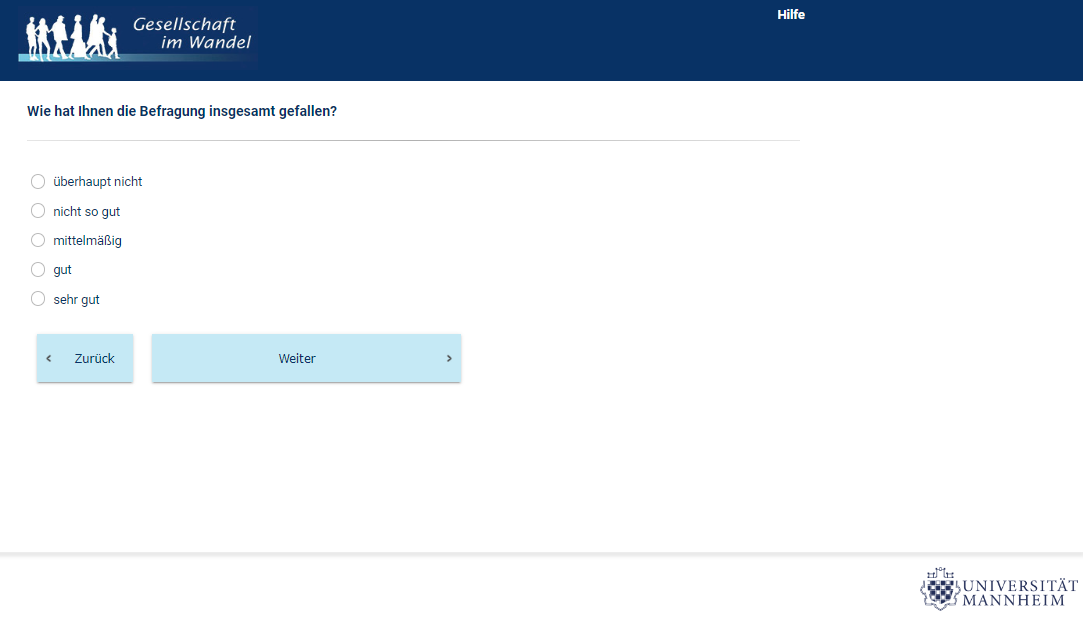 Gesellschaft
im Wandel
Hilfe
Wie hat Ihnen die Befragung insgesamt gefallen?
überhaupt nicht
nicht so gut
mittelmäßig
gut
sehr gut
Zurück
Weiter
UNIVERSITÄT
MANNHEIM